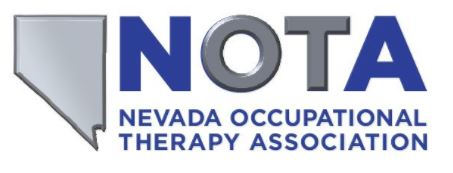 NOTA
NEVADA OCCUPATIONAL
THERAPY ASSOCIATION